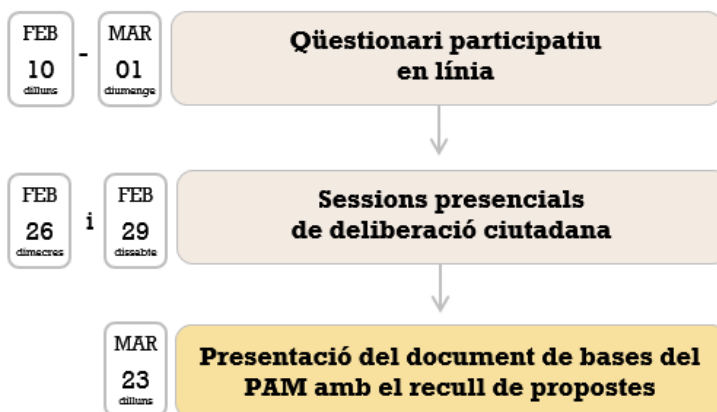 FEB
10
dilluns
-
MAR
01
diumenge
Qüestionari participatiu
en línia
FEB
26
dimecres
i
FEB
29
dissabte
Sessions presencials
de deliberació ciutadana
MAR
23
dilluns
Presentació del document de bases del
PAM amb el recull de propostes